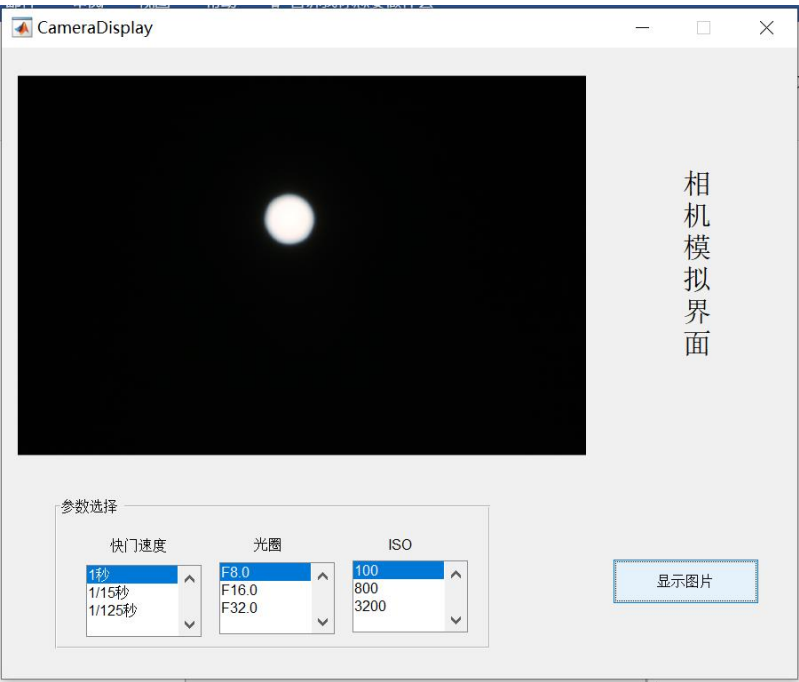 CameraDisplay
相
机
模
拟
界
面
参数选择
快门速度 光圈 ISO
1秒
1/15秒
1/125秒
F8.0
F16.0
F32.0
100
800
3200
显示图片